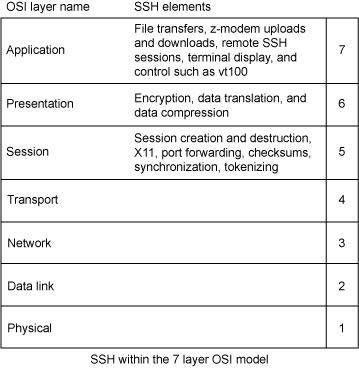 OSI layer name SSH elements
File transfers, z-modem uploads
and downloads, remote SSH
Application sessions, terminal display, and 7
control such as vt100
Presentation Encryption, data translation, and 6
data compression
Session creation and destruction,
Session X11, port forwarding, checksums, 5
synchronization, tokenizing
Transport 4
Network 3
Data link 2
Physical 1
SSH within the 7 layer OSI model